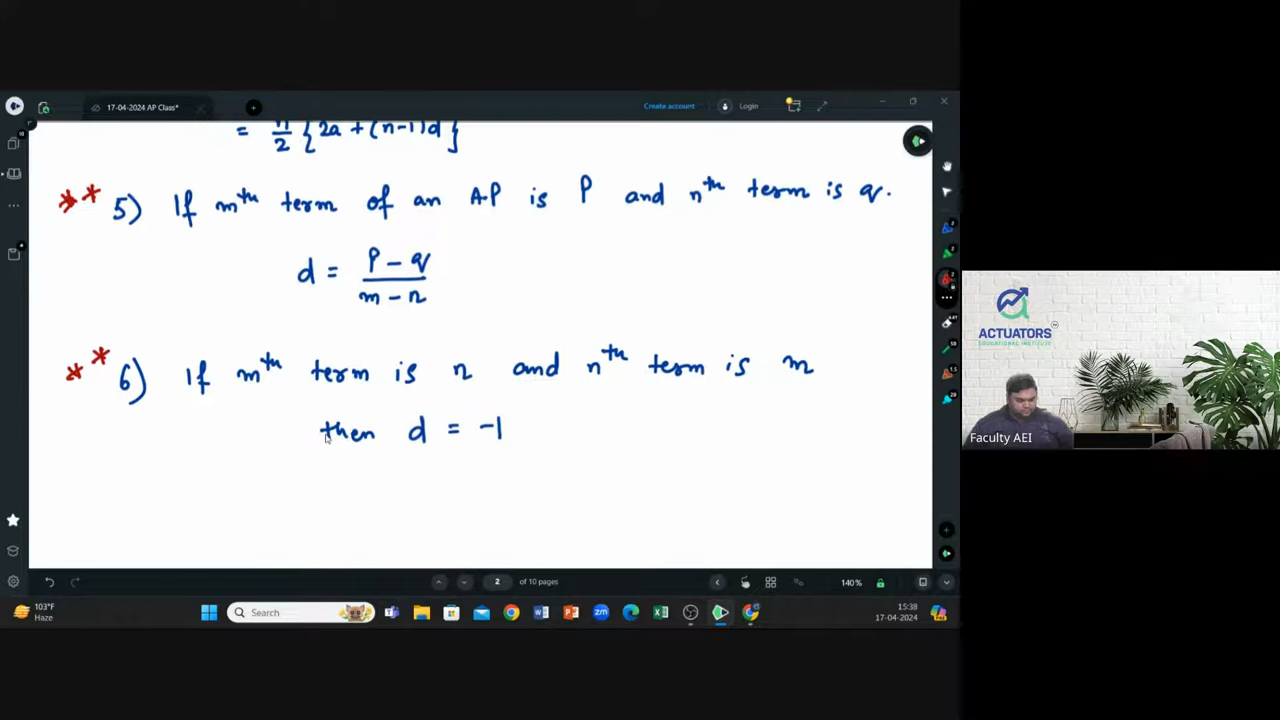 17-04-2024 AP Class*
Create account
Login
= n/2 {2a + (n-1)d}
** 5) If mth term of an A.P is P and nth term is q.
d = P - q / m - n
** 6) If mth term is n and nth term is m
then d = -1
ACTUATORS
EDUCATIONAL INSTITUTE
Faculty AEI
2 of 10 pages
140%
103°F
Haze
Search
15:38
17-04-2024